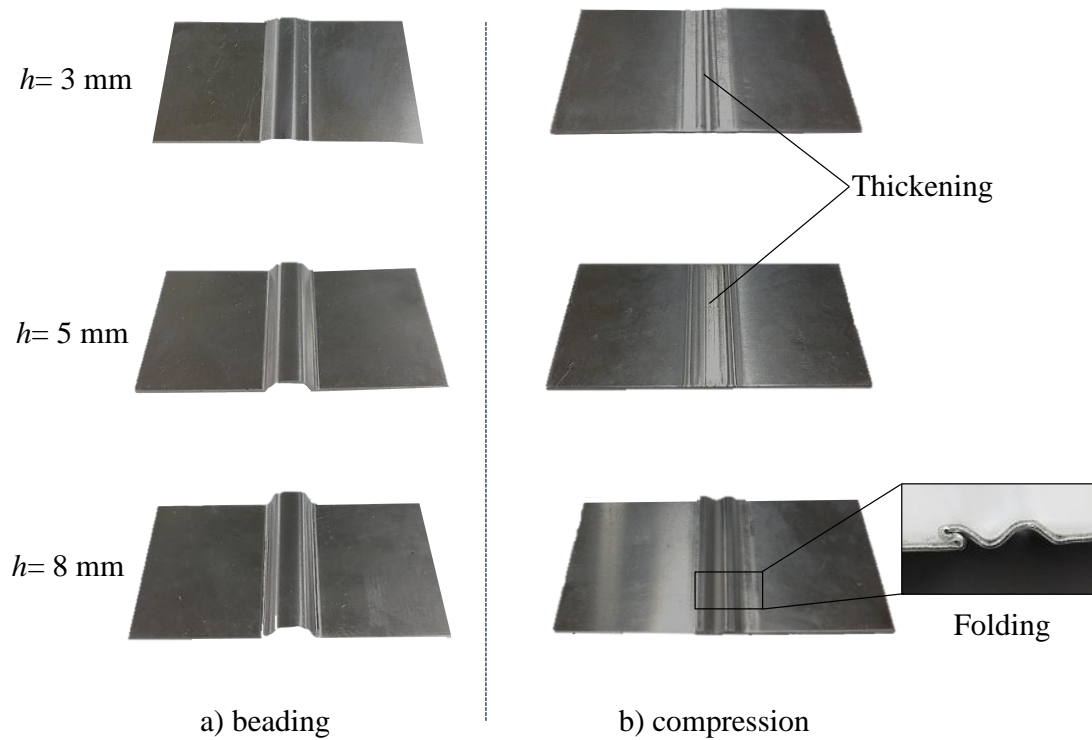 h= 3 mm
Thickening
h= 5 mm
h= 8 mm
Folding
a) beading
b) compression